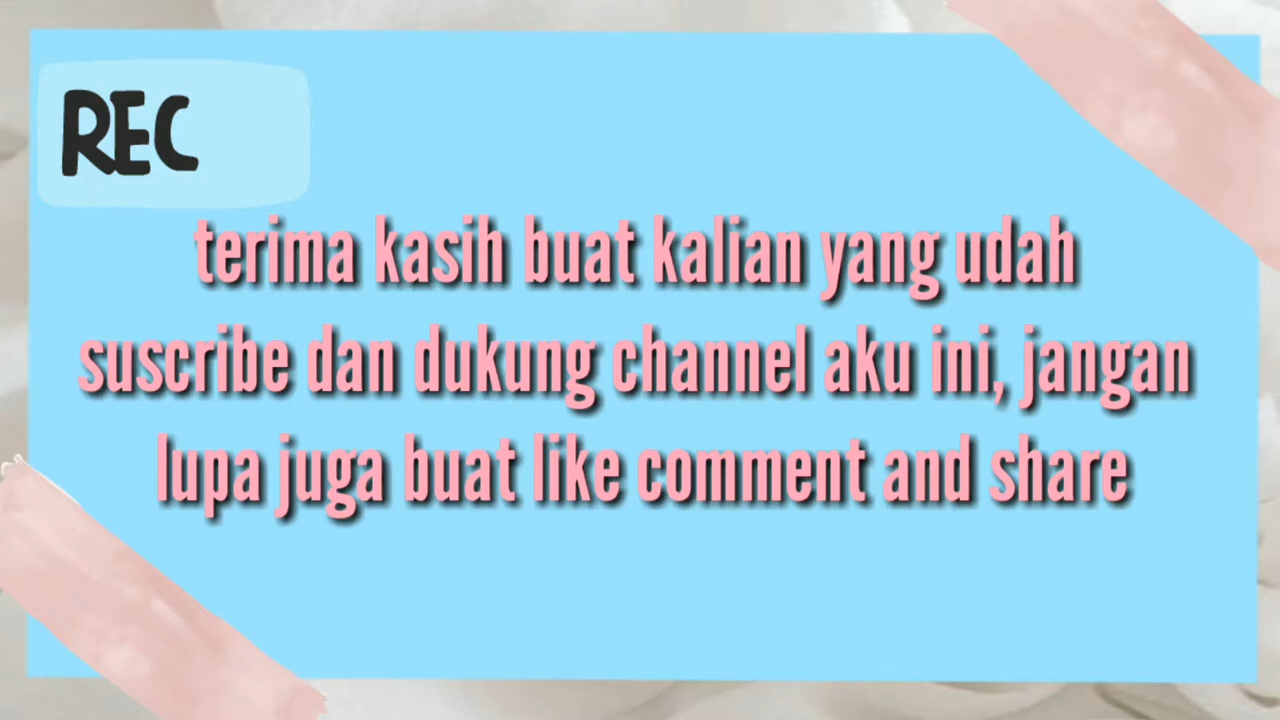 REC
terima kasih buat kalian yang udah
suscribe dan dukung channel aku ini, jangan
lupa juga buat like comment and share